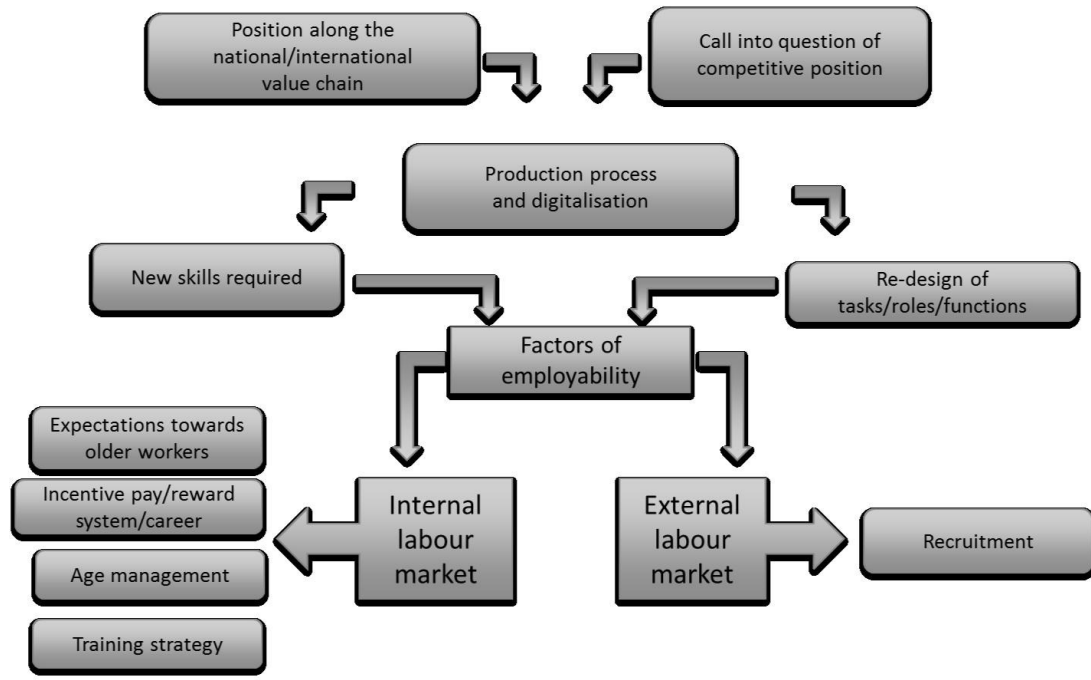 Position along the
national/international
value chain
Call into question of
competitive position
Production process
and digitalisation
New skills required
Re-design of
tasks/roles/functions
Factors of
employability
Expectations towards
older workers
Incentive pay/reward
system/career
Age management
Training strategy
Internal
labour
market
External
labour
market
Recruitment